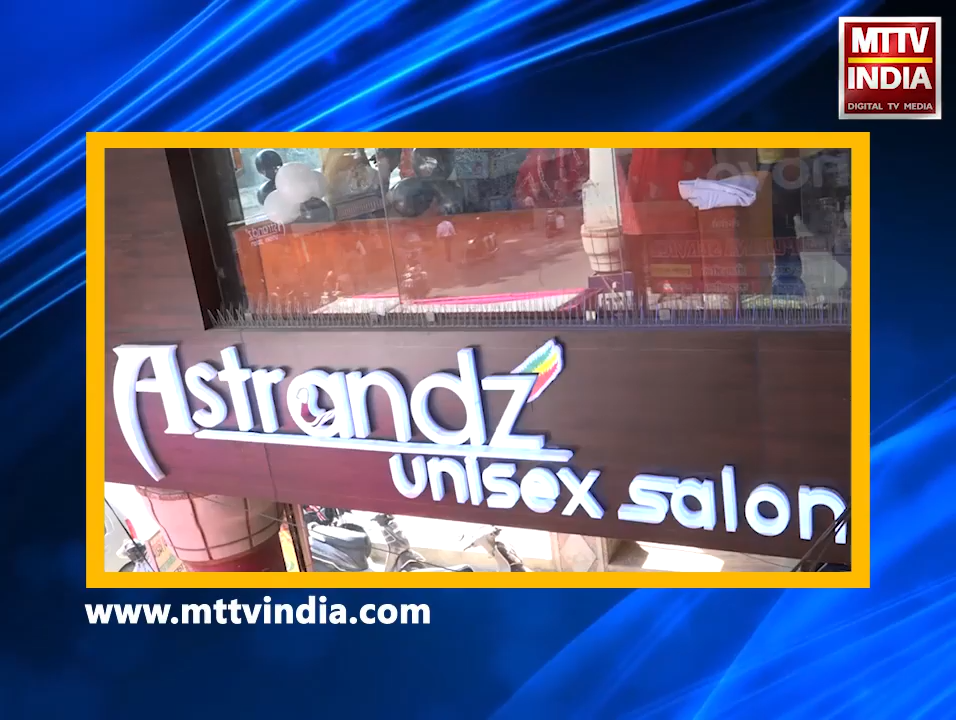 MTTV
INDIA
DIGITAL TV MEDIA
Astrandz
unisex salon
www.mttvindia.com